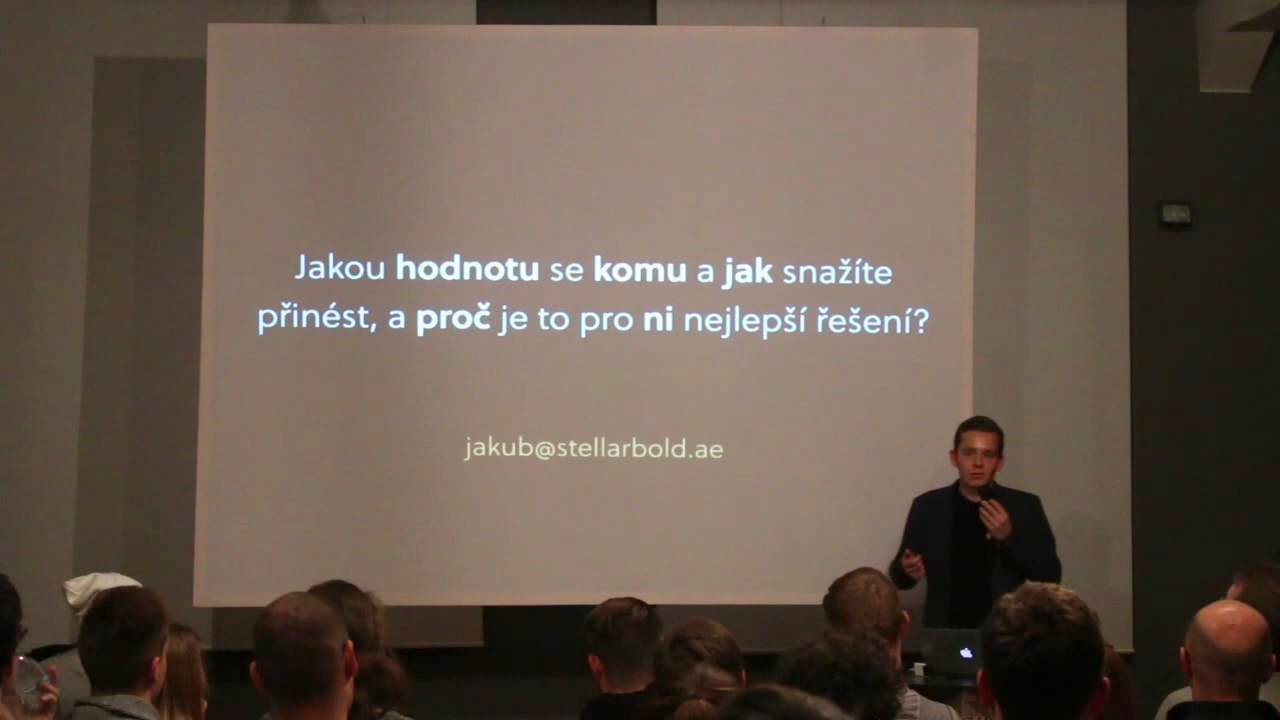 Jakou hodnotu se komu a jak snažíte
přinést, a proč je to pro ni nejlepší řešení?
jakub@stellarbold.ae